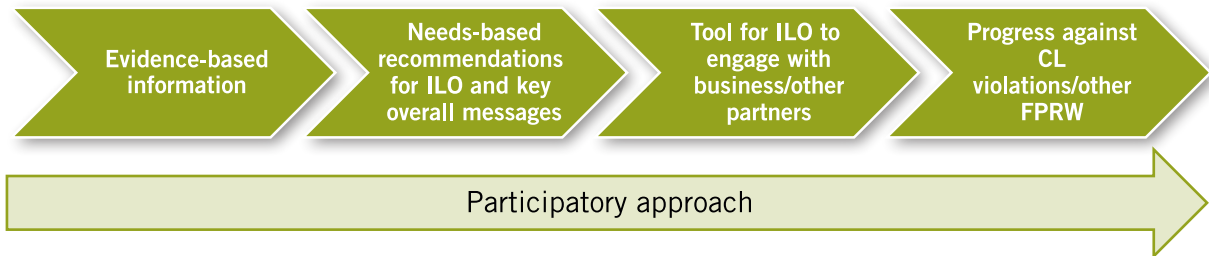 Evidence-based
information
Needs-based
recommendations
for ILO and key
overall messages
Tool for ILO to
engage with
business/other
partners
Progress against
CL
violations/other
FPRW
Participatory approach